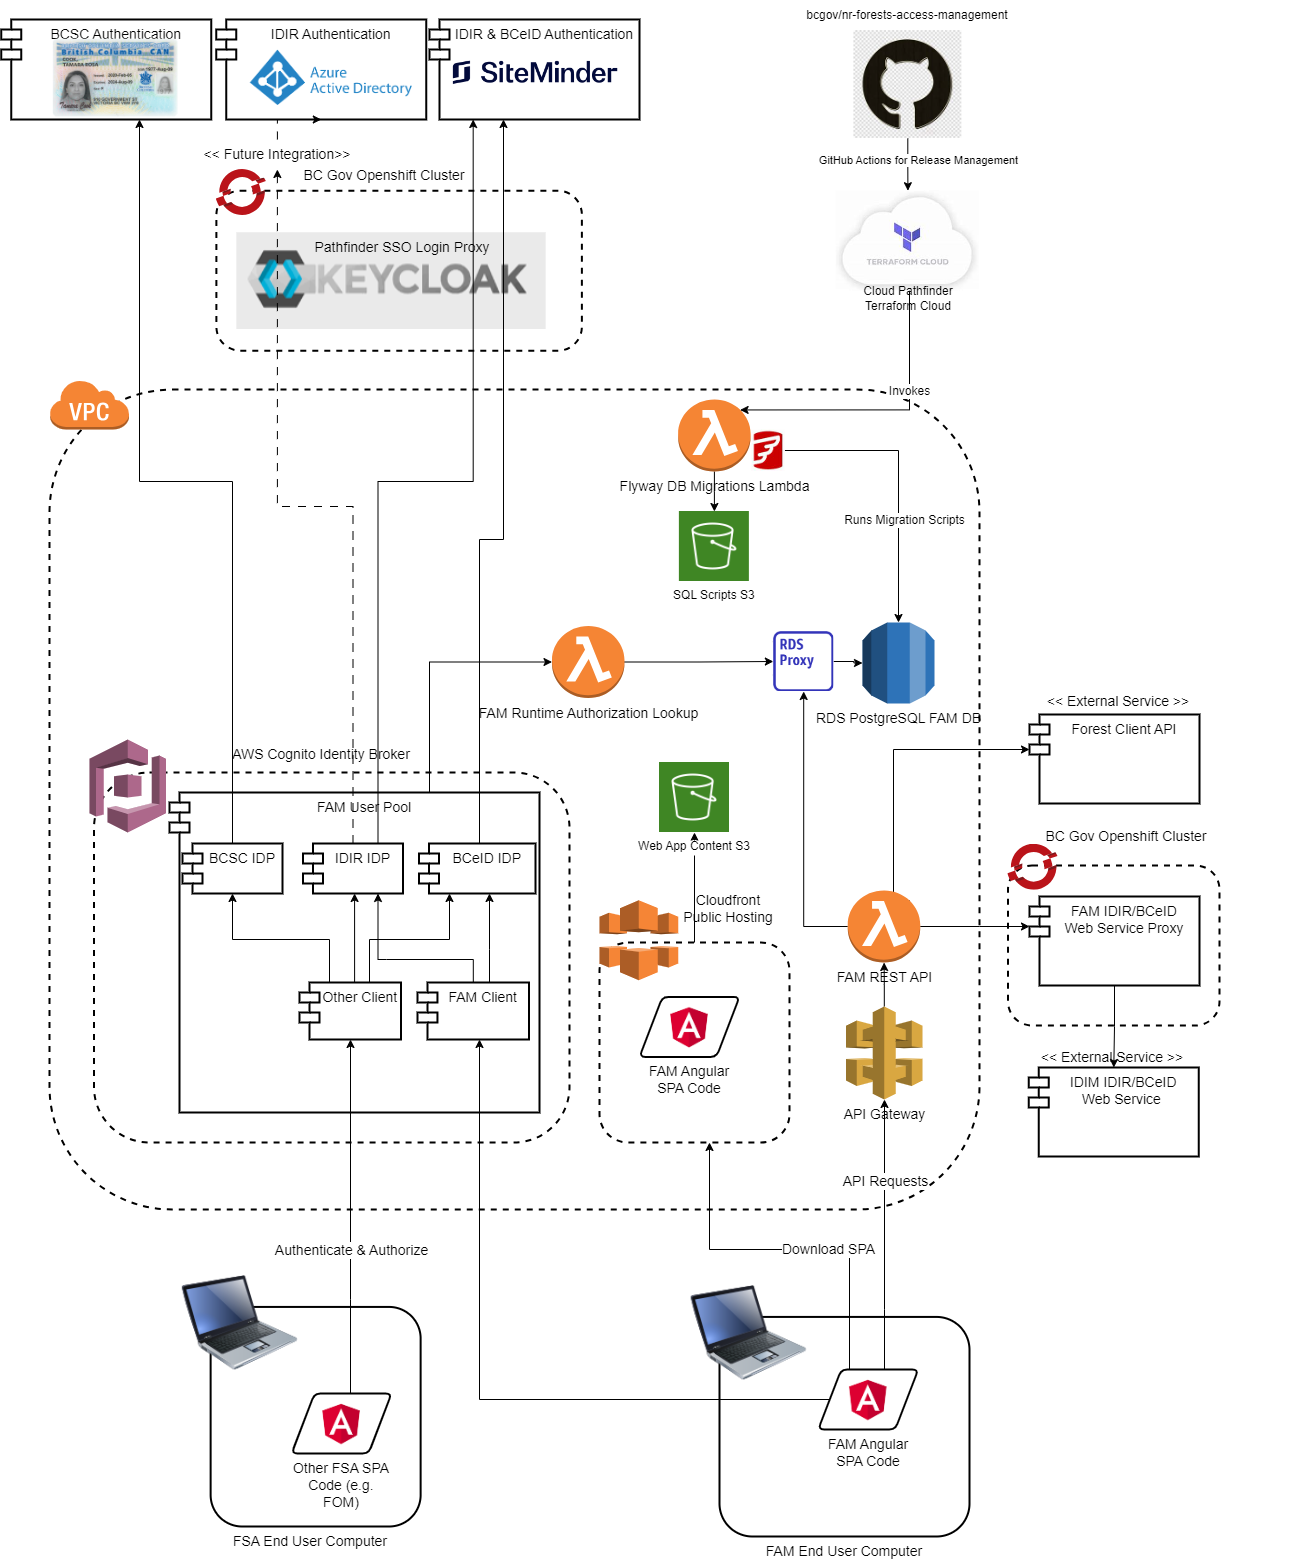 bcgov/nr-forests-access-management
BCSC Authentication
IDIR Authentication
IDIR & BCeID Authentication
British Columbia CAN
Azure
Active Directory
SiteMinder
<< Future Integration>>
BC Gov Openshift Cluster
GitHub Actions for Release Management
Pathfinder SSO Login Proxy
KEYCLOAK
TERRAFORM CLOUD
Cloud Pathfinder
Terraform Cloud
Invokes
VPC
Flyway DB Migrations Lambda
Runs Migration Scripts
SQL Scripts S3
RDS
Proxy
FAM Runtime Authorization Lookup
RDS PostgreSQL FAM DB
<< External Service >>
Forest Client API
AWS Cognito Identity Broker
FAM User Pool
BCSC IDP
IDIR IDP
BCeID IDP
Web App Content S3
BC Gov Openshift Cluster
Cloudfront
Public Hosting
FAM IDIR/BCeID
Web Service Proxy
FAM REST API
Other Client
FAM Client
FAM Angular
SPA Code
<< External Service >>
IDIM IDIR/BCeID
Web Service
API Gateway
API Requests
Authenticate & Authorize
Download SPA
Other FSA SPA
Code (e.g.
FOM)
FAM Angular
SPA Code
FSA End User Computer
FAM End User Computer